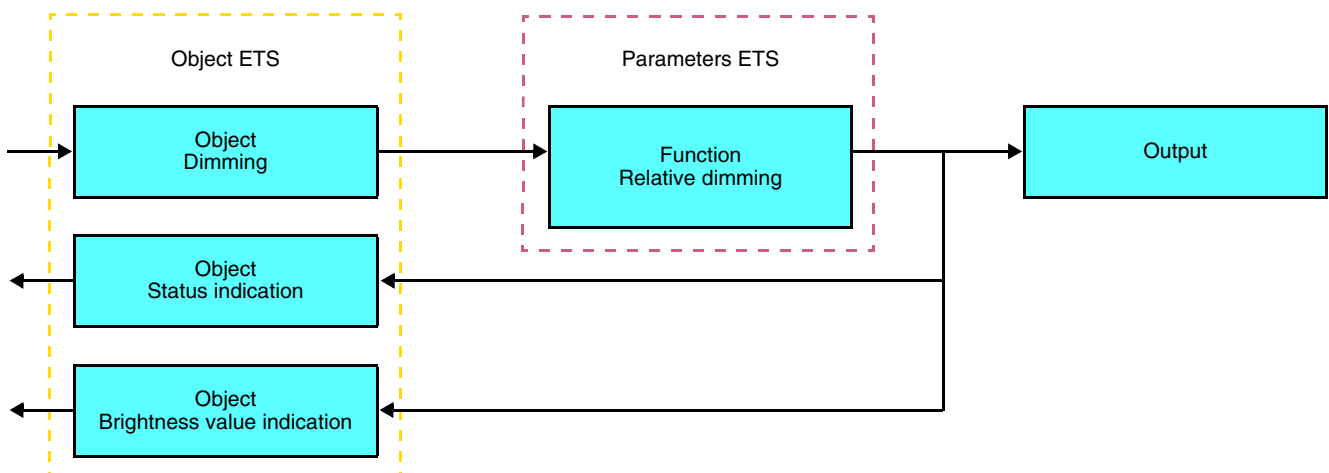 Object ETS
Parameters ETS
Object
Dimming
Function
Relative dimming
Output
Object
Status indication
Object
Brightness value indication